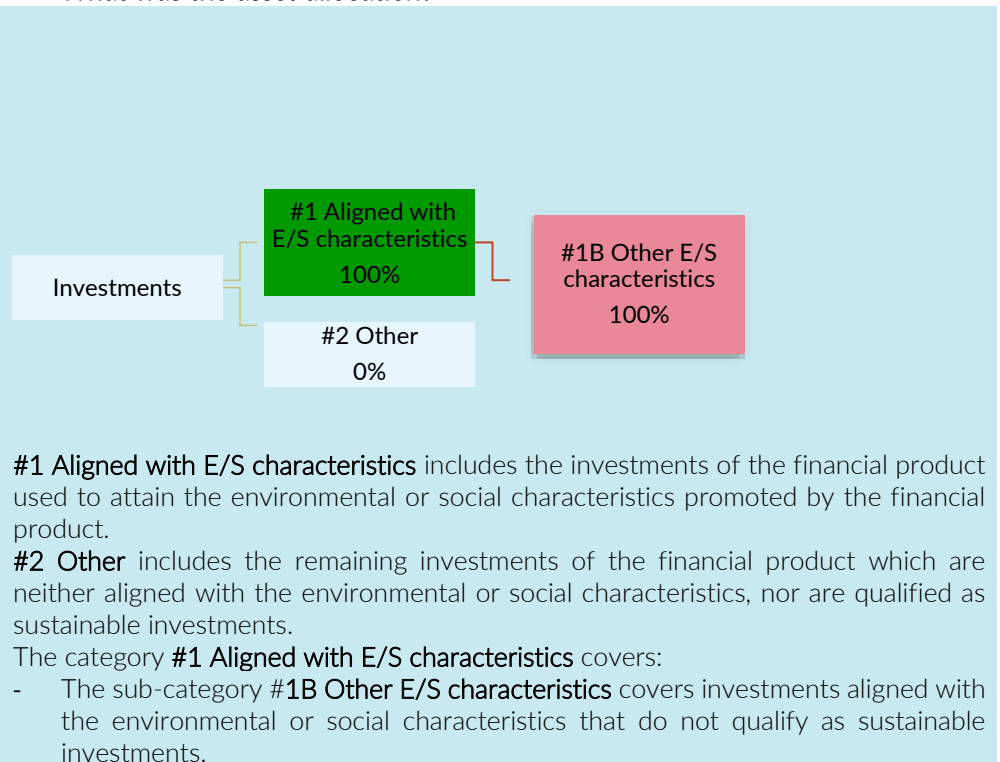 #1 Aligned with
E/S characteristics
100%
Investments
#2 Other
0%
#1B Other E/S
characteristics
100%
#1 Aligned with E/S characteristics includes the investments of the financial product
used to attain the environmental or social characteristics promoted by the financial
product.
#2 Other includes the remaining investments of the financial product which are
neither aligned with the environmental or social characteristics, nor are qualified as
sustainable investments.
The category #1 Aligned with E/S characteristics covers:
- The sub-category #1B Other E/S characteristics covers investments aligned with
the environmental or social characteristics that do not qualify as sustainable
investments.